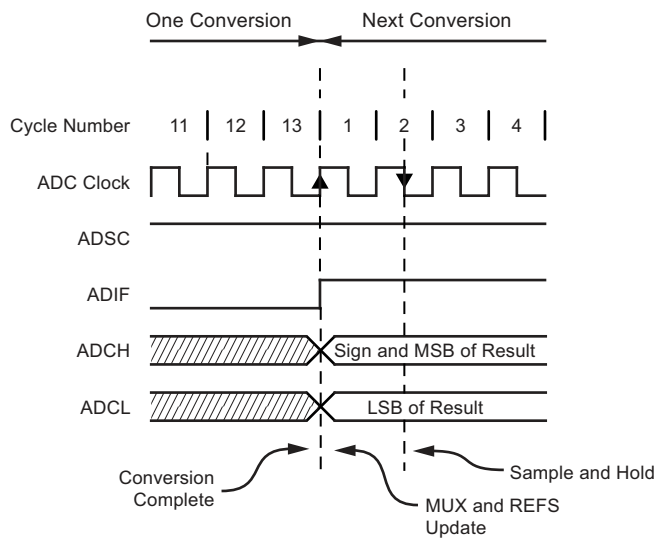 One Conversion Next Conversion
Cycle Number 11 12 13 1 2 3 4
ADC Clock
ADSC
ADIF
ADCH Sign and MSB of Result
ADCL LSB of Result
Conversion
Complete
MUX and REFS
Update
Sample and Hold